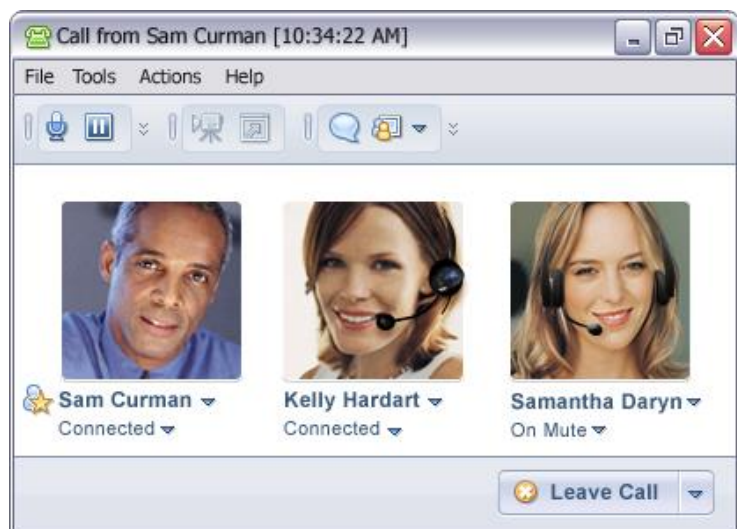 Call from Sam Curman [10:34:22 AM]
File Tools Actions Help
Sam Curman
Kelly Hardart
Samantha Daryn
Connected
Connected
On Mute
Leave Call